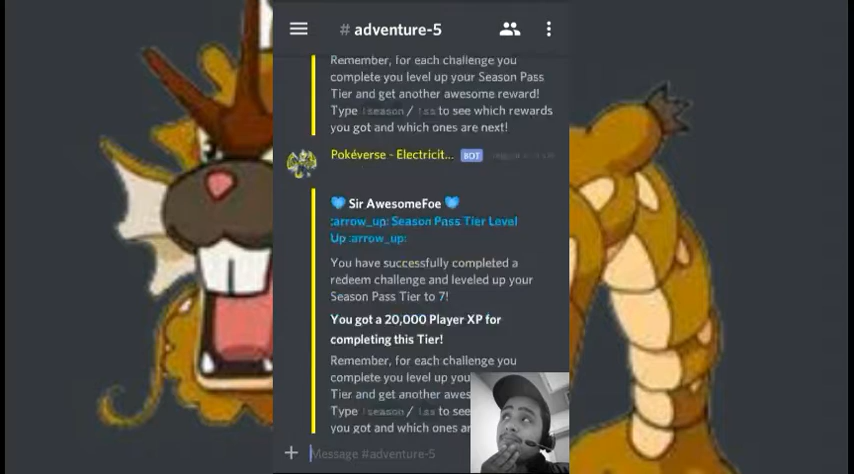 # adventure-5
Remember, for each challenge you
complete you level up your Season Pass
Tier and get another awesome reward!
Type !season / !ss to see which rewards
you got and which ones are next!
Pokéverse - Electricit... BOT
Sir AwesomeFoe
:arrow_up: Season Pass Tier Level
Up :arrow_up:
You have successfully completed a
redeem challenge and leveled up your
Season Pass Tier to 7!
You got a 20,000 Player XP for
completing this Tier!
Remember, for each challenge you
complete you level up you
Tier and get another awes
Type !season / !ss to see
you got and which ones ar
Message #adventure-5